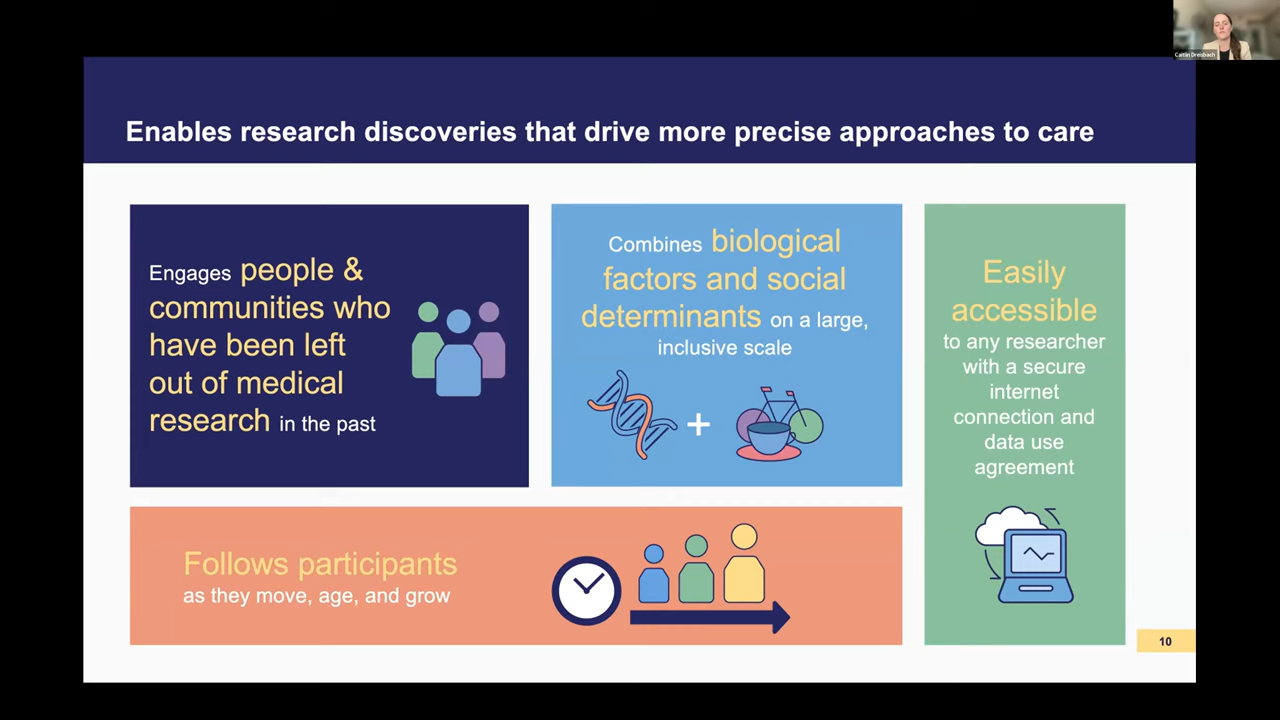 Caitlin Dreisbach
Enables research discoveries that drive more precise approaches to care
Engages people &
communities who
have been left
out of medical
research in the past
Combines biological
factors and social
determinants on a large,
inclusive scale
Easily
accessible
to any researcher
with a secure
internet
connection and
data use
agreement
Follows participants
as they move, age, and grow
10